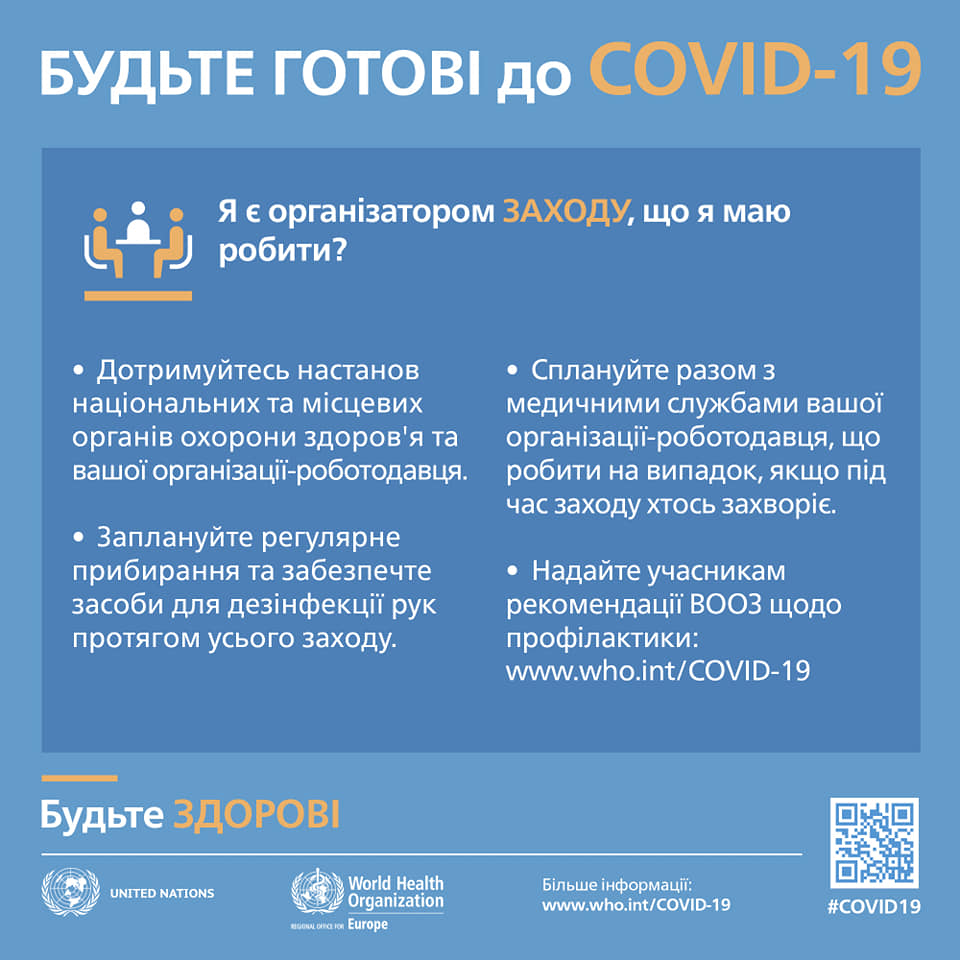 БУДЬТЕ ГОТОВІ до COVID-19
Я є організатором ЗАХОДУ, що я маю
робити?
• Дотримуйтесь настанов
національних та місцевих
органів охорони здоров'я та
вашої організації-роботодавця.
• Заплануйте регулярне
прибирання та забезпечте
засоби для дезінфекції рук
протягом усього заходу.
• Сплануйте разом з
медичними службами вашої
організації-роботодавця, що
робити на випадок, якщо під
час заходу хтось захворіє.
• Надайте учасникам
рекомендації ВООЗ щодо
профілактики:
www.who.int/COVID-19
Будьте ЗДОРОВІ
UNITED NATIONS
World Health
Organization
REGIONAL OFFICE FOR Europe
Більше інформації:
www.who.int/COVID-19
#COVID19